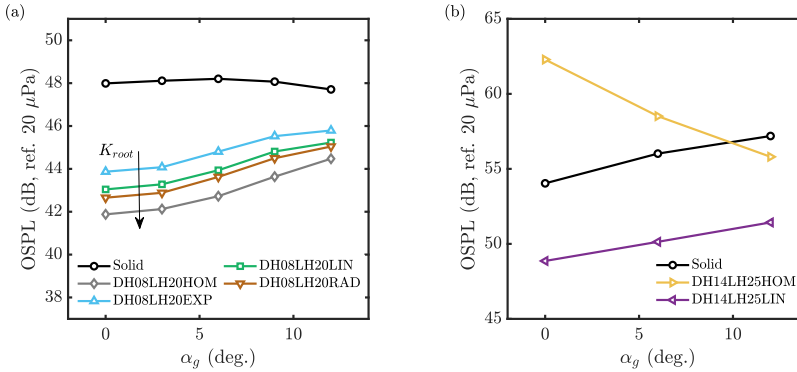 (a)
50
48
46
44
42
40
38
OSPL (dB, ref. 20 μPa)
K_root
Solid
DH08LH20HOM
DH08LH20EXP
DH08LH20LIN
DH08LH20RAD
0 5 10
α_g (deg.)
(b)
65
60
55
50
45
OSPL (dB, ref. 20 μPa)
Solid
DH14LH25HOM
DH14LH25LIN
0 5 10
α_g (deg.)